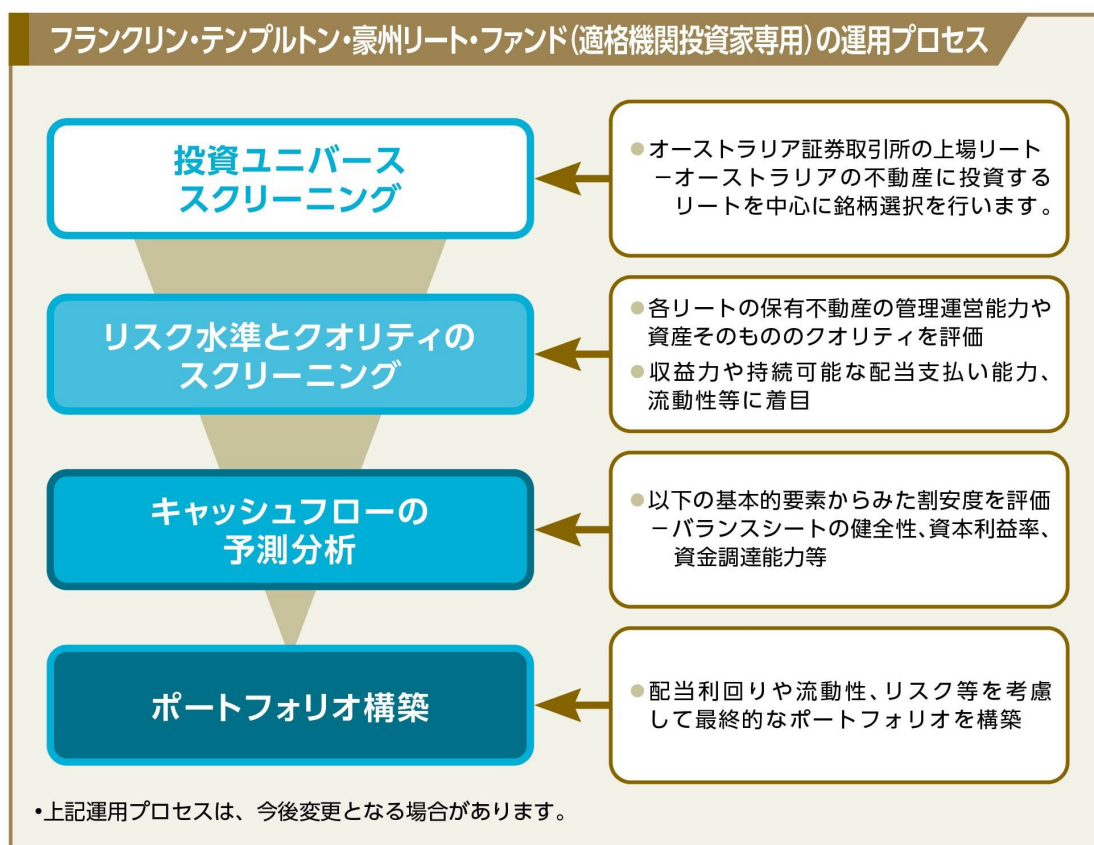 フランクリン・テンプルトン・豪州リート・ファンド(適格機関投資家専用)の運用プロセス
投資ユニバース
スクリーニング
●オーストラリア証券取引所の上場リート
－オーストラリアの不動産に投資する
リートを中心に銘柄選択を行います。
リスク水準とクオリティの
スクリーニング
●各リートの保有不動産の管理運営能力や
資産そのもののクオリティを評価
●収益力や持続可能な配当支払い能力、
流動性等に着目
キャッシュフローの
予測分析
●以下の基本的要素からみた割安度を評価
－バランスシートの健全性、資本利益率、
資金調達能力等
ポートフォリオ構築
●配当利回りや流動性、リスク等を考慮
して最終的なポートフォリオを構築
•上記運用プロセスは、今後変更となる場合があります。